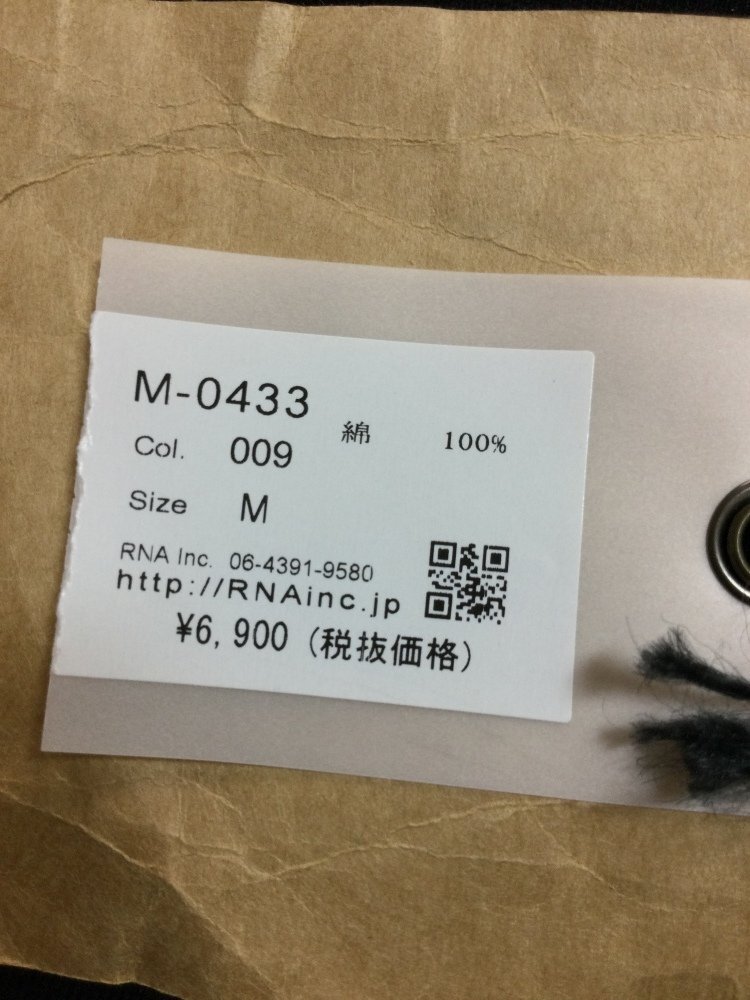 M-0433
綿 100%
Col. 009
Size M
RNA Inc. 06-4391-9580
http://RNAinc.jp
¥6,900 (税抜価格)